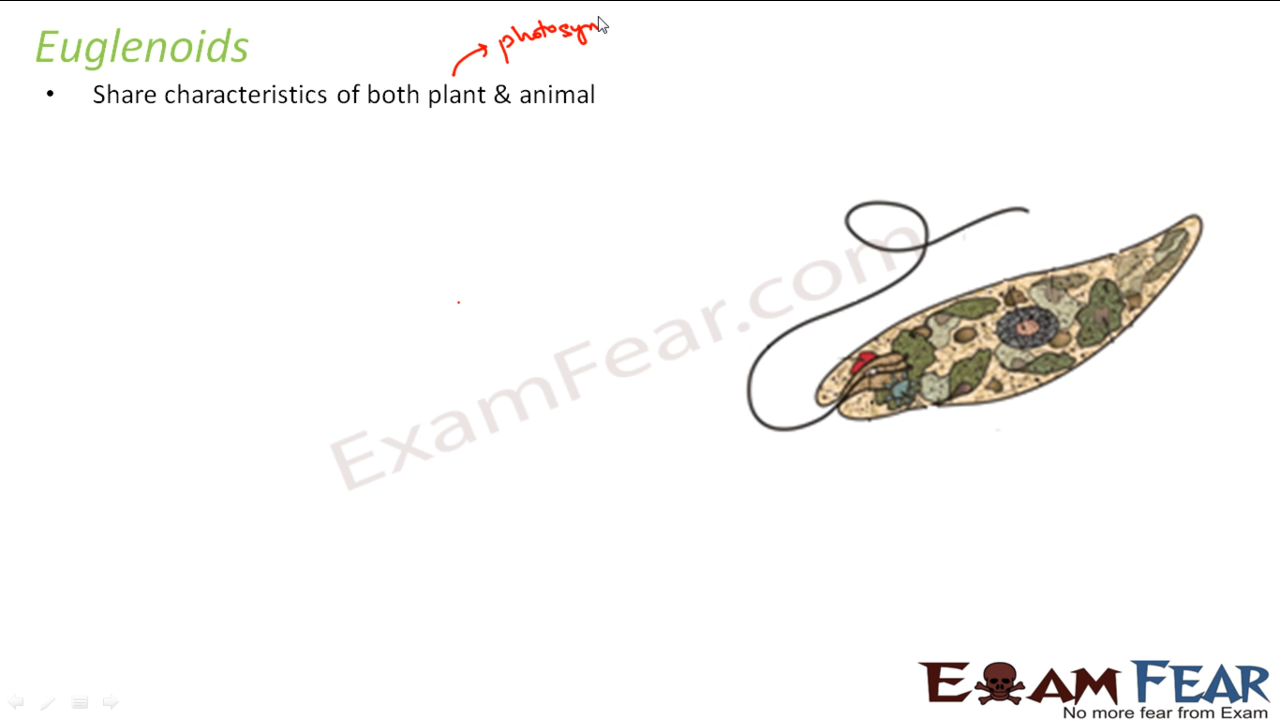 Euglenoids
photosyn
• Share characteristics of both plant & animal
ExamFear.com
EXAM FEAR
No more fear from Exam